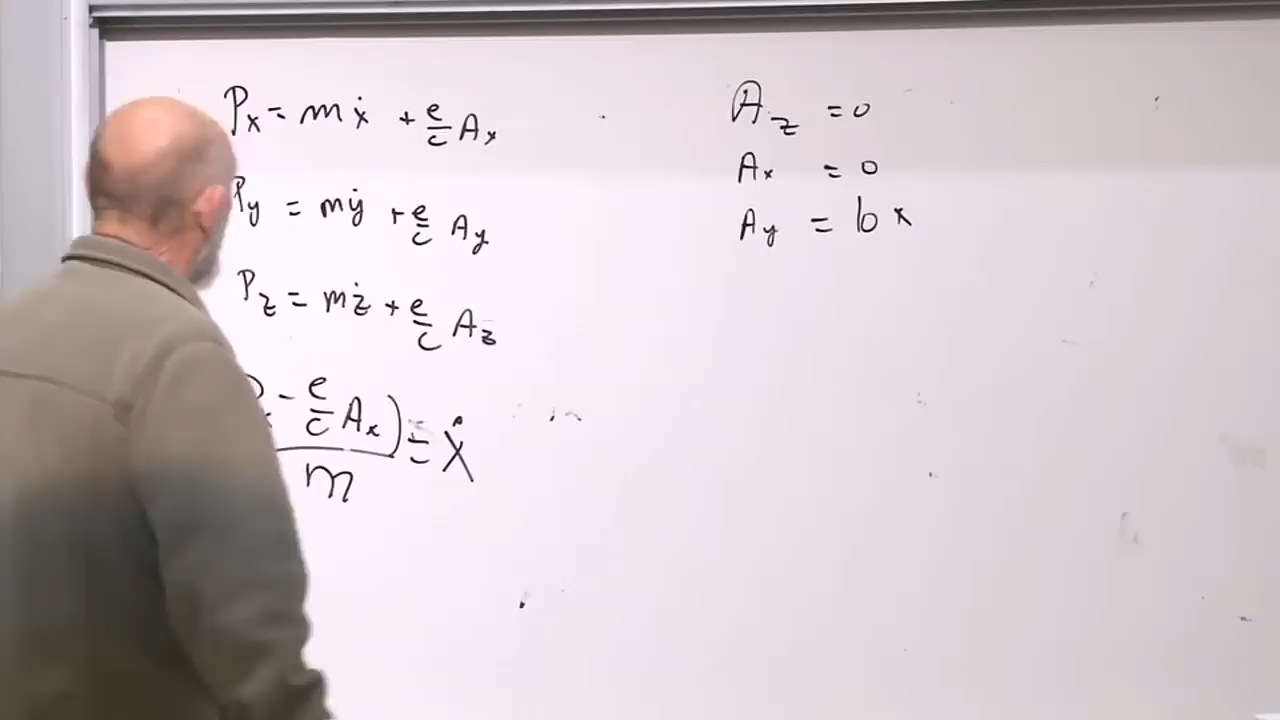 Px = mẋ + e/c Ax
Py = mẏ + e/c Ay
Pz = mż + e/c Az
- e/c Ax) / m = ẋ
Az = 0
Ax = 0
Ay = bx